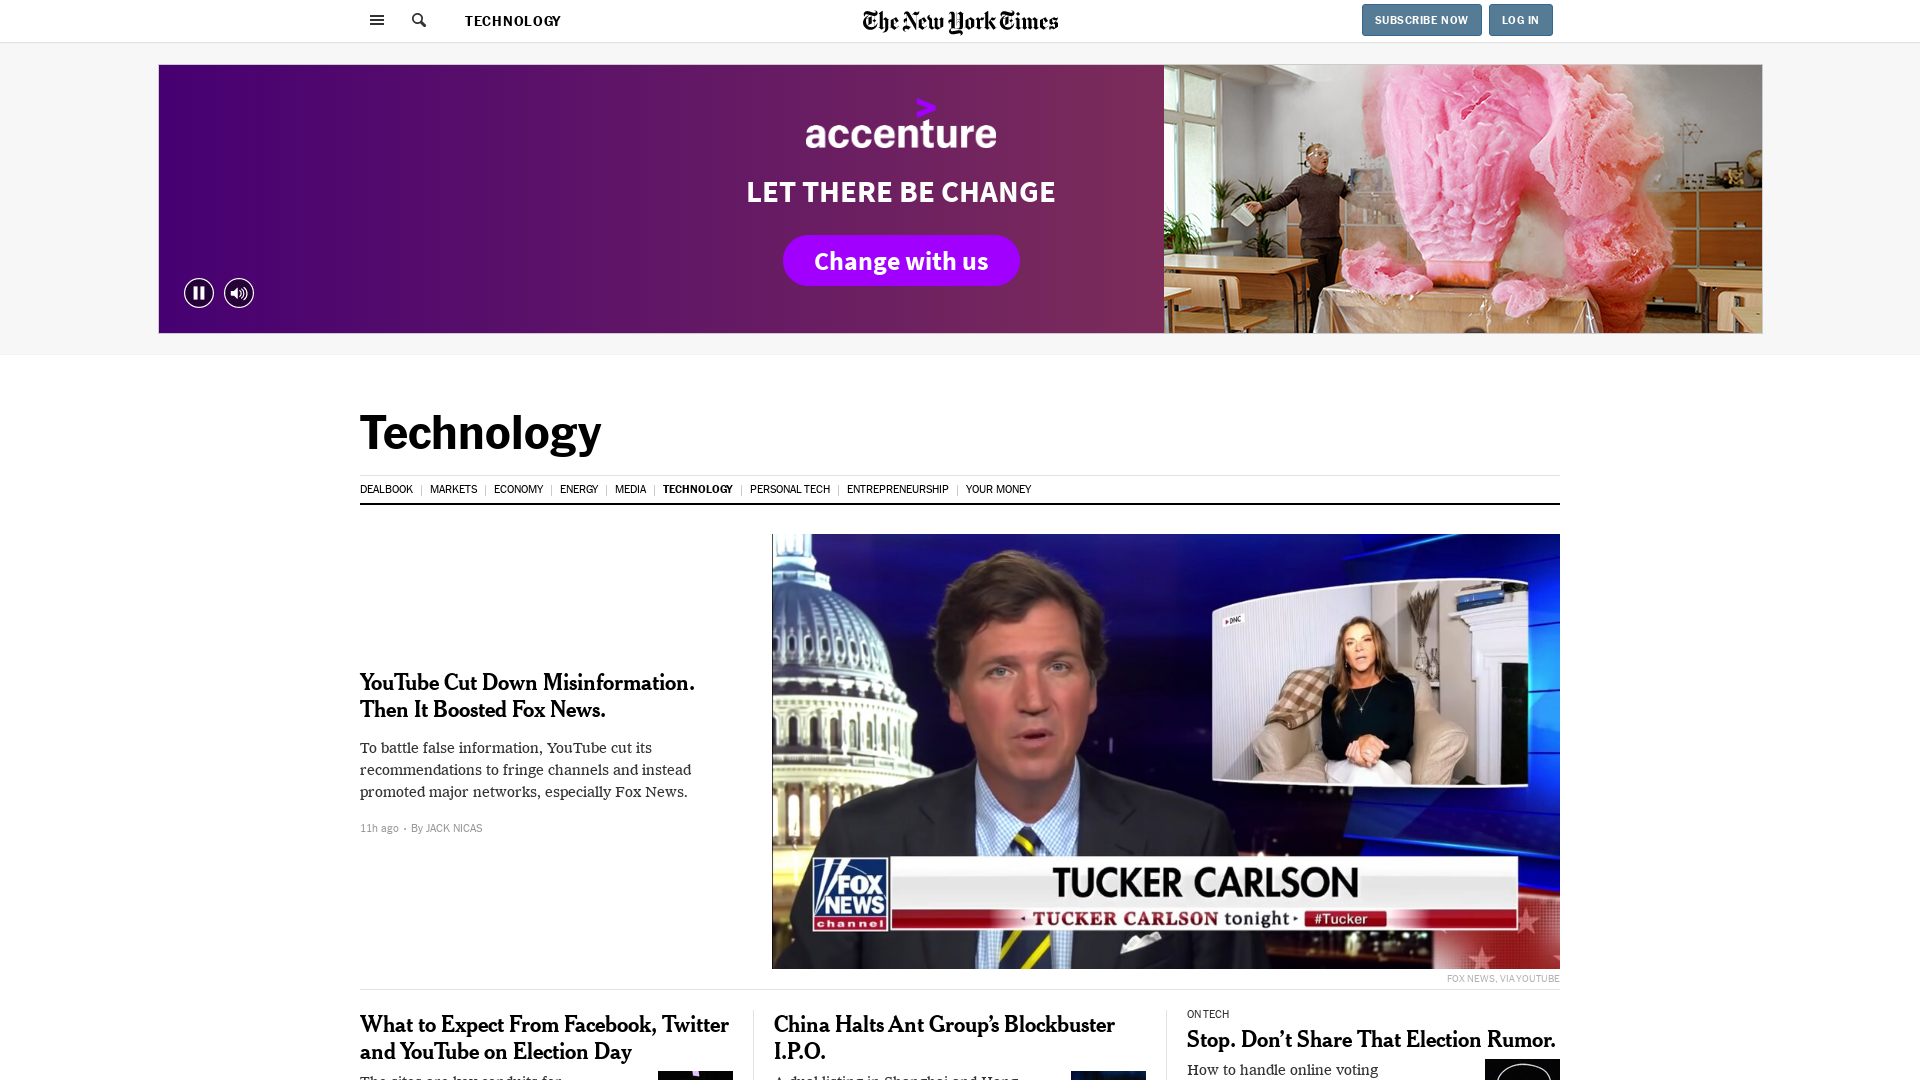 TECHNOLOGY
The New York Times
SUBSCRIBE NOW
LOG IN
>
accenture
LET THERE BE CHANGE
Change with us
Technology
DEALBOOK
MARKETS
ECONOMY
ENERGY
MEDIA
TECHNOLOGY
PERSONAL TECH
ENTREPRENEURSHIP
YOUR MONEY
YouTube Cut Down Misinformation.
Then It Boosted Fox News.
To battle false information, YouTube cut its
recommendations to fringe channels and instead
promoted major networks, especially Fox News.
11h ago · By JACK NICAS
DNC
FOX
NEWS
channel
TUCKER CARLSON
TUCKER CARLSON tonight
#Tucker
FOX NEWS, VIA YOUTUBE
What to Expect From Facebook, Twitter
and YouTube on Election Day
The sites are key conduits for
China Halts Ant Group’s Blockbuster
I.P.O.
A dual listing in Shanghai and Hong
ON TECH
Stop. Don’t Share That Election Rumor.
How to handle online voting